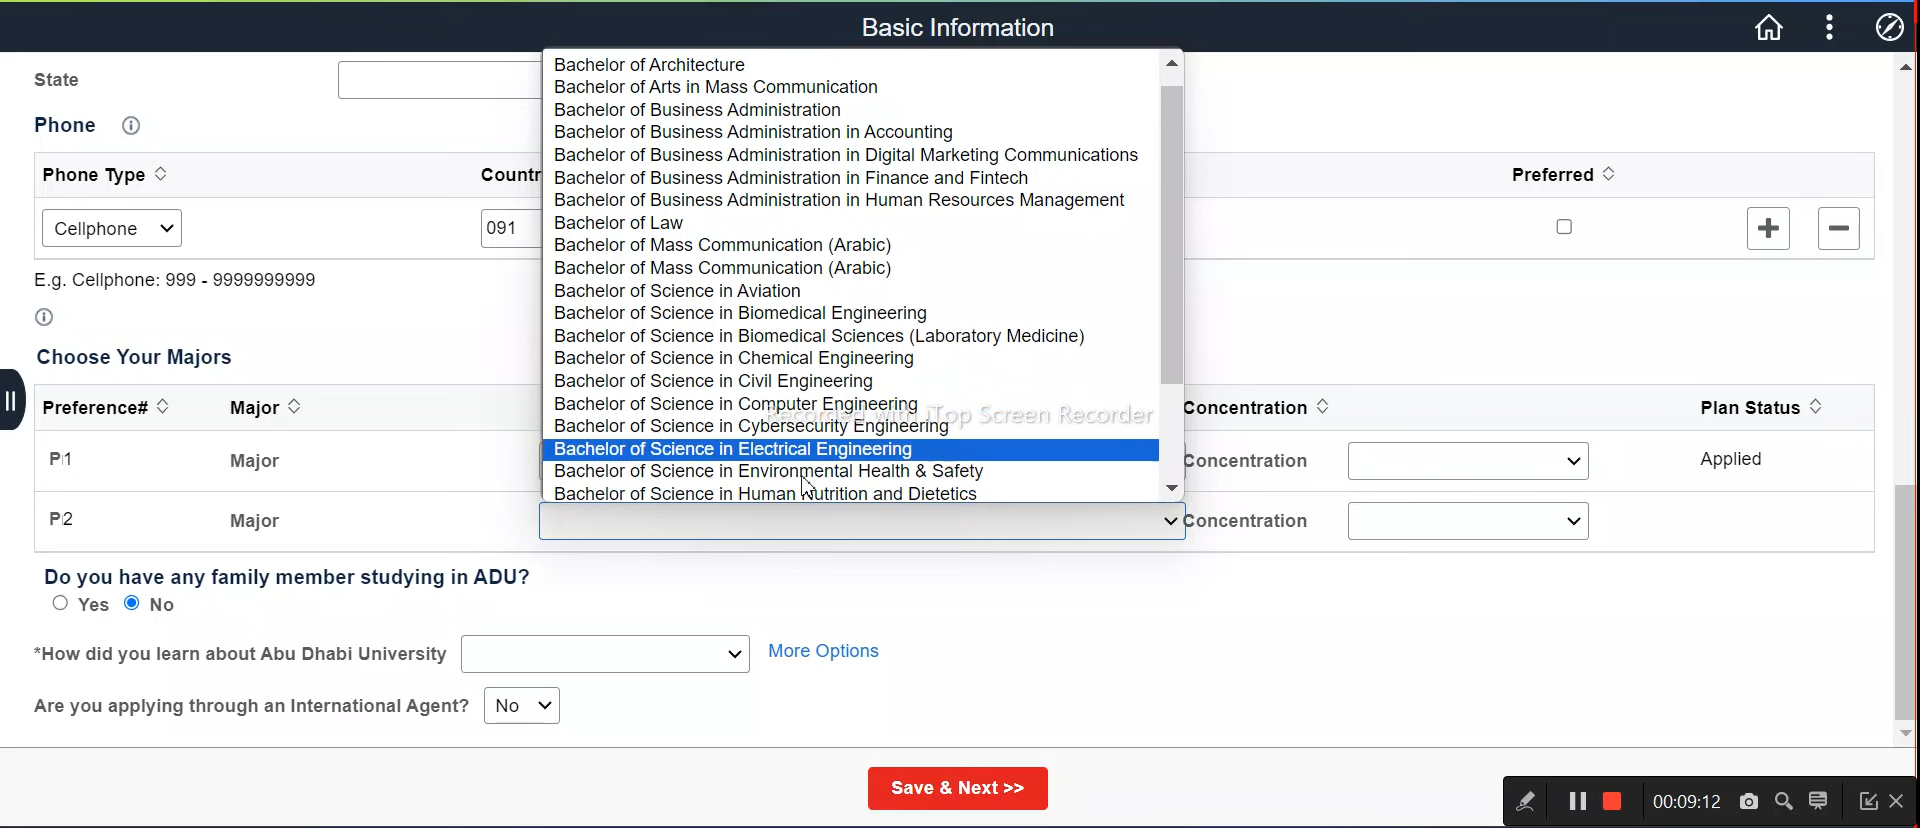 Basic Information
State
Phone
Phone Type
Countr
Preferred
Cellphone
091
E.g. Cellphone: 999 - 9999999999
Bachelor of Architecture
Bachelor of Arts in Mass Communication
Bachelor of Business Administration
Bachelor of Business Administration in Accounting
Bachelor of Business Administration in Digital Marketing Communications
Bachelor of Business Administration in Finance and Fintech
Bachelor of Business Administration in Human Resources Management
Bachelor of Law
Bachelor of Mass Communication (Arabic)
Bachelor of Mass Communication (Arabic)
Bachelor of Science in Aviation
Bachelor of Science in Biomedical Engineering
Bachelor of Science in Biomedical Sciences (Laboratory Medicine)
Bachelor of Science in Chemical Engineering
Bachelor of Science in Civil Engineering
Bachelor of Science in Computer Engineering
Recorded with iTop Screen Recorder
Bachelor of Science in Cybersecurity Engineering
Bachelor of Science in Electrical Engineering
Bachelor of Science in Environmental Health & Safety
Bachelor of Science in Human Nutrition and Dietetics
Choose Your Majors
Preference#
Major
Concentration
Plan Status
P1
Major
Concentration
Applied
P2
Major
Concentration
Do you have any family member studying in ADU?
Yes No
*How did you learn about Abu Dhabi University
More Options
Are you applying through an International Agent? No
Save & Next >>
00:09:12